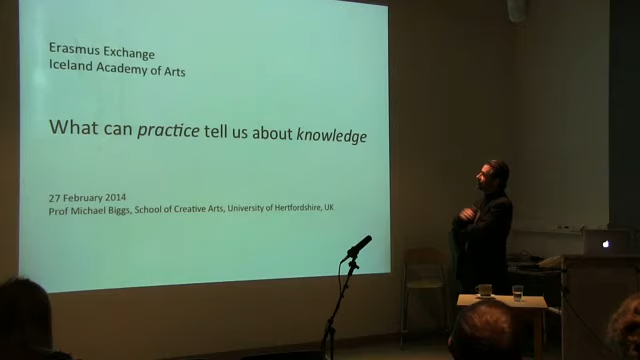 Erasmus Exchange
Iceland Academy of Arts
What can practice tell us about knowledge
27 February 2014
Prof Michael Biggs, School of Creative Arts, University of Hertfordshire, UK